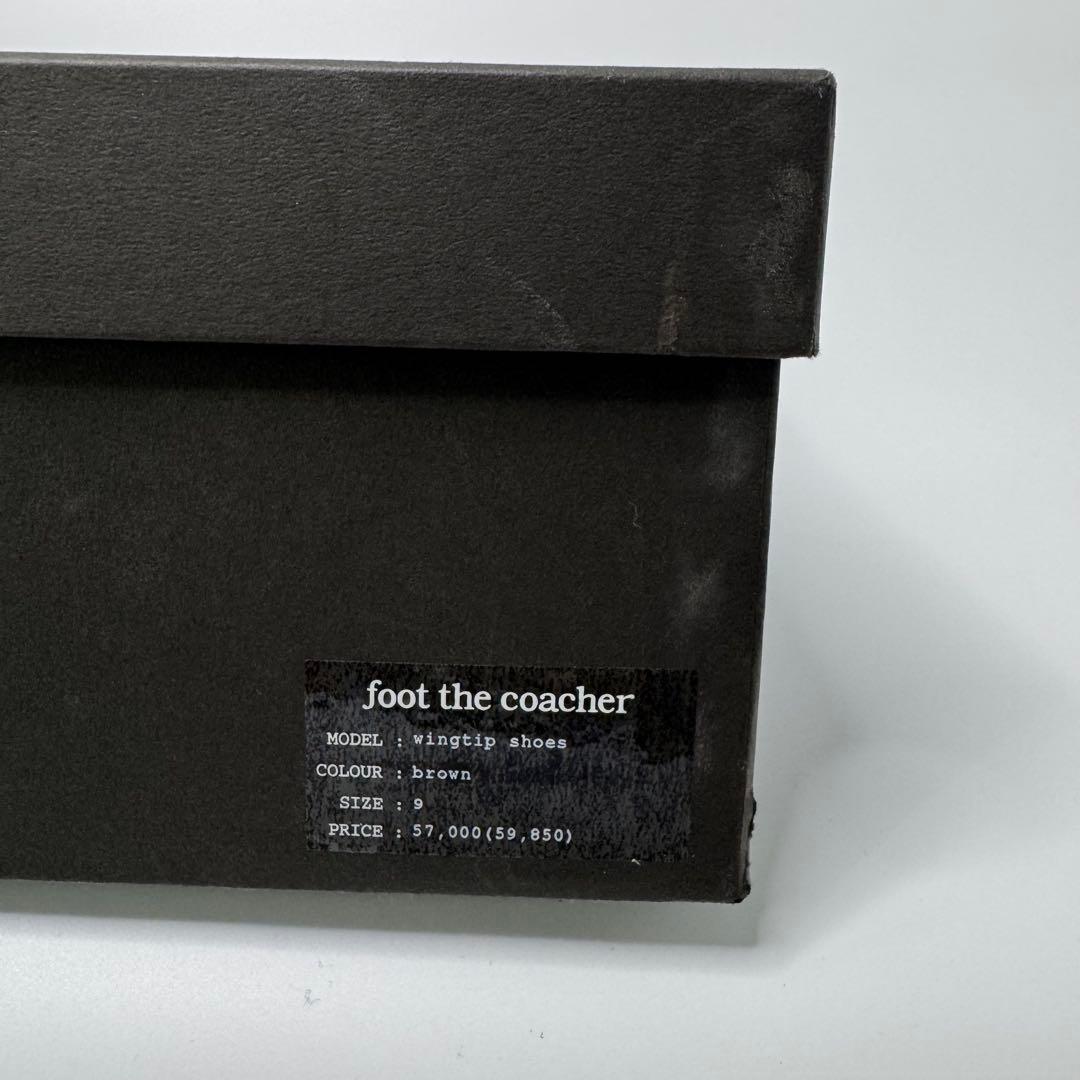 foot the coacher
MODEL : wingtip shoes
COLOUR : brown
SIZE : 9
PRICE : 57,000(59,850)